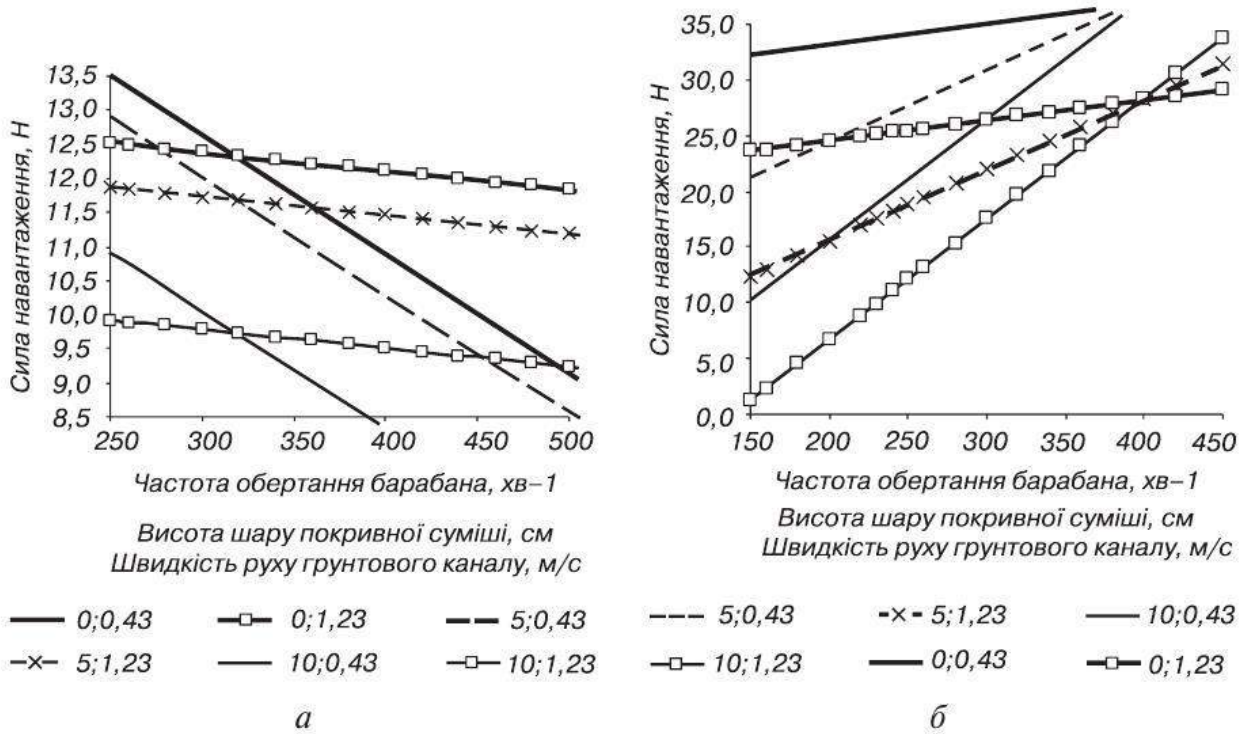 Сила навантаження, Н
13,5
13,0
12,5
12,0
11,5
11,0
10,5
10,0
9,5
9,0
8,5
250 300 350 400 450 500
Частота обертання барабана, хв–1
Висота шару покривної суміші, см
Швидкість руху грунтового каналу, м/с
0;0,43 0;1,23 5;0,43
5;1,23 10;0,43 10;1,23
а
Сила навантаження, Н
35,0
30,0
25,0
20,0
15,0
10,0
5,0
0,0
150 200 250 300 350 400 450
Частота обертання барабана, хв–1
Висота шару покривної суміші, см
Швидкість руху грунтового каналу, м/с
5;0,43 5;1,23 10;0,43
10;1,23 0;0,43 0;1,23
б